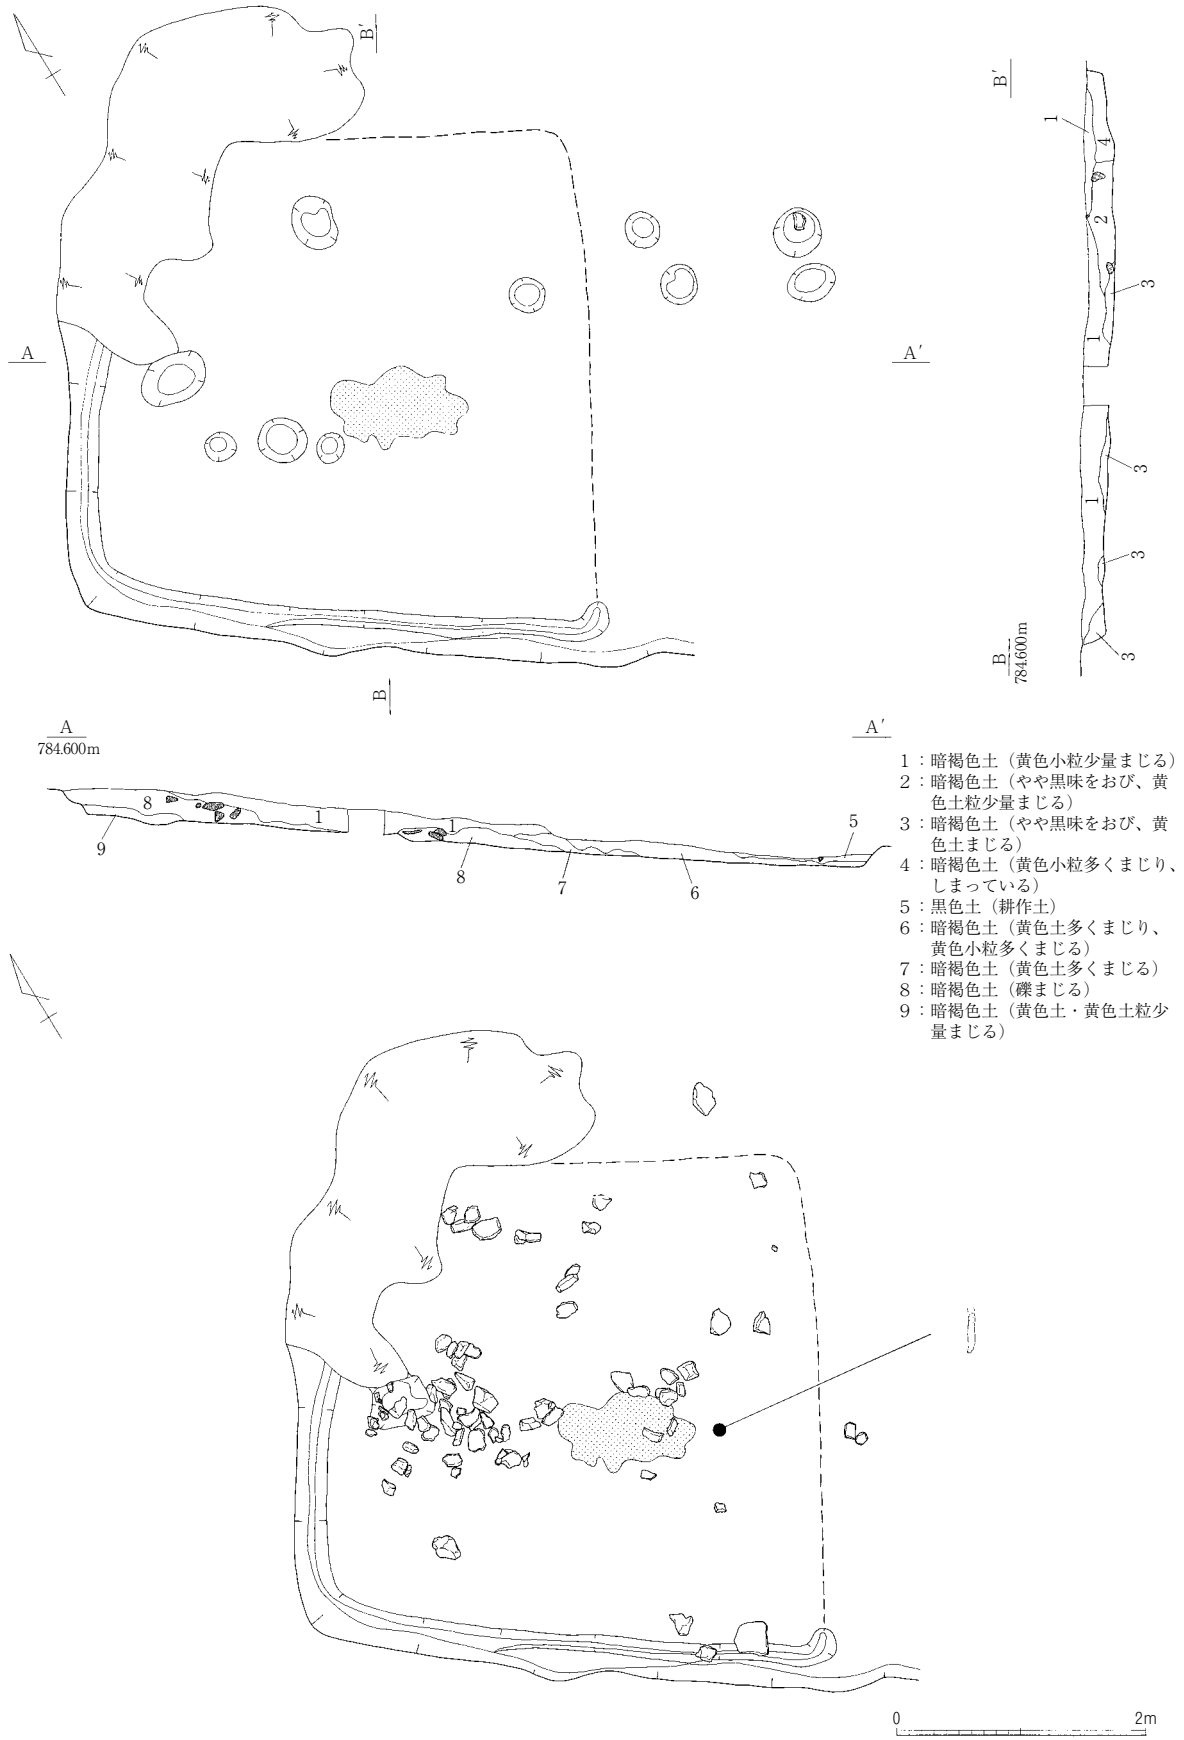 B′
A
A′
B
B′
1
4
2
3
1
3
1
3
3
B
784.600m
A
784.600m
A′
8
9
1
1
8
7
6
5
1：暗褐色土（黄色小粒少量まじる）
2：暗褐色土（やや黒味をおび、黄
色土粒少量まじる）
3：暗褐色土（やや黒味をおび、黄
色土まじる）
4：暗褐色土（黄色小粒多くまじり、
しまっている）
5：黒色土（耕作土）
6：暗褐色土（黄色土多くまじり、
黄色小粒多くまじる）
7：暗褐色土（黄色土多くまじる）
8：暗褐色土（礫まじる）
9：暗褐色土（黄色土・黄色土粒少
量まじる）
0 2m